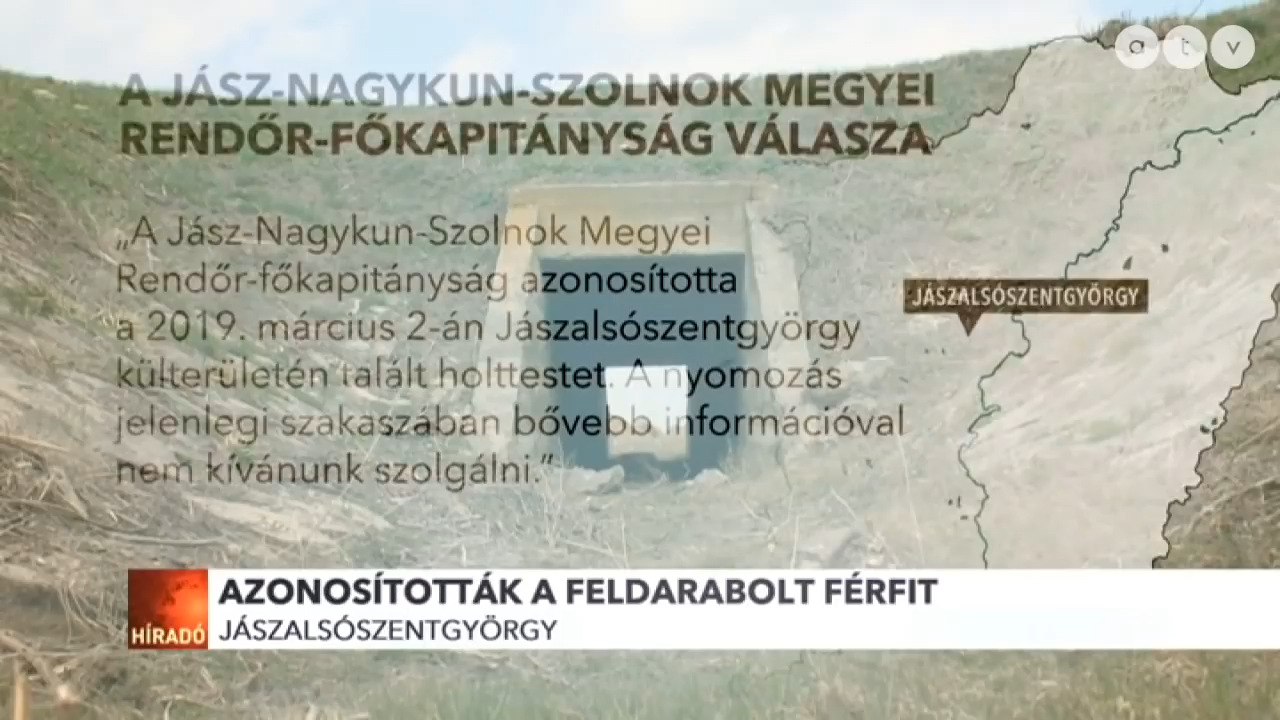 a t v
A JÁSZ-NAGYKUN-SZOLNOK MEGYEI
RENDŐR-FŐKAPITÁNYSÁG VÁLASZA
„A Jász-Nagykun-Szolnok Megyei
Rendőr-főkapitányság azonosította
a 2019. március 2-án Jászalsószentgyörgy
külterületén talált holttestet. A nyomozás
jelenlegi szakaszában bővebb információval
nem kívánunk szolgálni.”
JÁSZALSÓSZENTGYÖRGY
HÍRADÓ
AZONOSÍTOTTÁK A FELDARABOLT FÉRFIT
JÁSZALSÓSZENTGYÖRGY